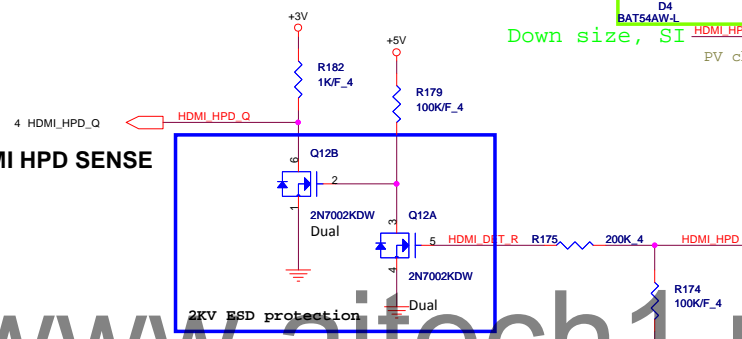 D4
BAT54AW-L
+3V
Down size, SI
HDMI_HP
+5V
PV c
R182
1K/F_4
R179
100K/F_4
4 HDMI_HPD_Q
HDMI_HPD_Q
MI HPD SENSE
Q12B
6
2
1
2N7002KDW
Dual
Q12A
3
5
HDMI_DET_R
R175
200K_4
HDMI_HPD
4
2N7002KDW
R174
100K/F_4
Dual
2KV ESD protection
www.aitech1.